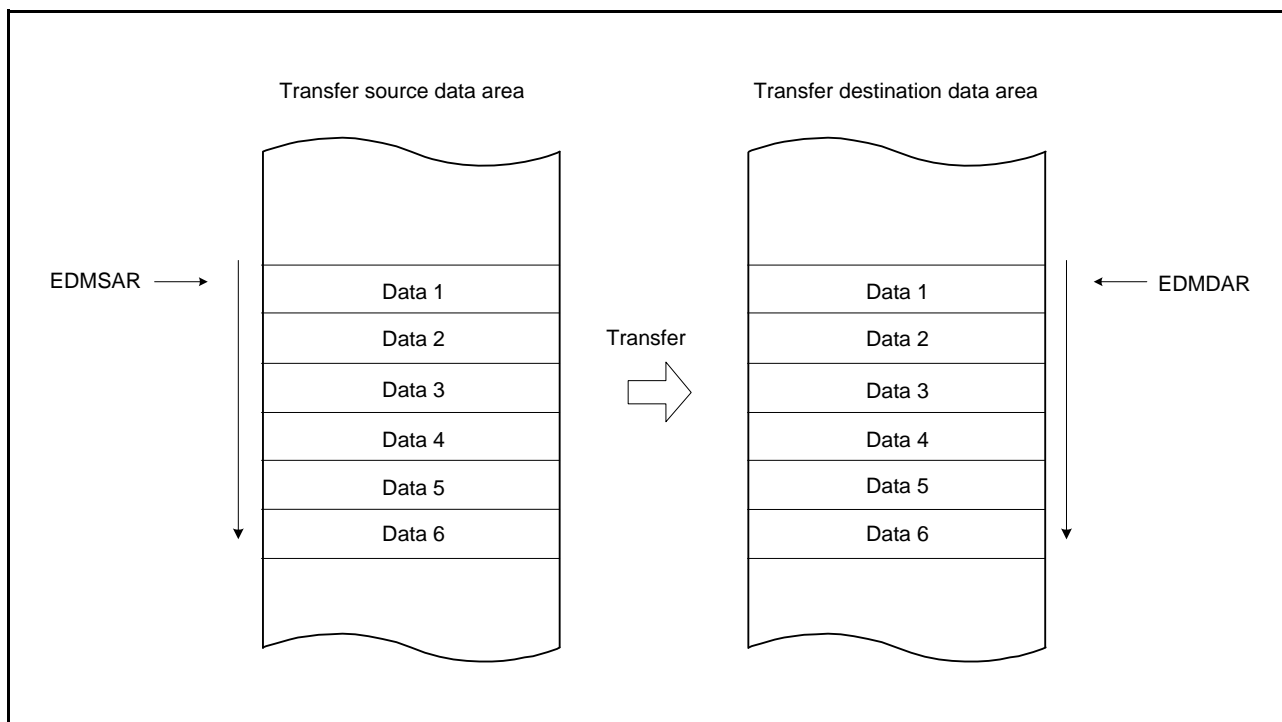 Transfer source data area
Transfer destination data area
EDMSAR
Data 1
Data 2
Data 3
Data 4
Data 5
Data 6
Transfer
Data 1
Data 2
Data 3
Data 4
Data 5
Data 6
EDMDAR